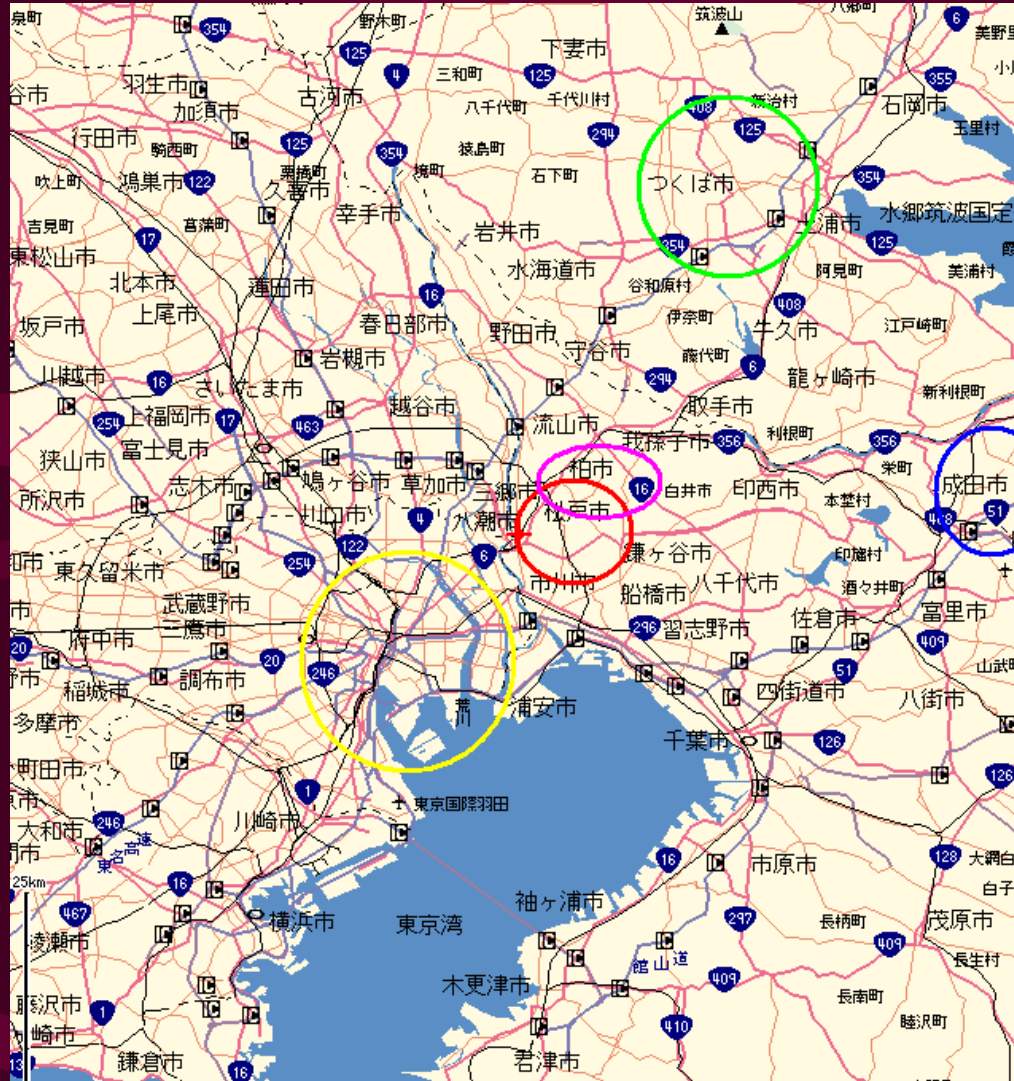 354
野木町
筑波山
八郷町
6
125
4
三和町
下妻市
125
千代川村
408
新治村
355
石岡市
羽生市
加須市
古河市
八千代町
125
玉里村
行田市
騎西町
125
栗橋町
354
境町
猿島町
294
石下町
つくば市
354
吹上町
鴻巣市
122
久喜市
幸手市
岩井市
土浦市
水郷筑波国定
吉見町
菖蒲町
17
354
125
東松山市
水海道市
谷和原村
阿見町
美浦村
北本市
蓮田市
16
408
坂戸市
上尾市
春日部市
野田市
伊奈町
牛久市
江戸崎町
岩槻市
守谷市
藤代町
6
川越市
16
さいたま市
294
龍ヶ崎市
新利根町
254
上福岡市
17
463
越谷市
流山市
取手市
利根町
狭山市
富士見市
我孫子市
356
356
柏市
栄町
所沢市
志木市
鳩ヶ谷市
草加市
三郷市
16
白井市
印西市
本埜村
成田市
川口市
4
八潮市
松戸市
408
51
122
6
東久留米市
254
鎌ヶ谷市
印旛村
市川市
船橋市
八千代市
酒々井町
武蔵野市
三鷹市
府中市
296
習志野市
佐倉市
富里市
409
20
20
246
51
山武町
稲城市
調布市
四街道市
八街市
多摩市
荒川
浦安市
千葉市
126
町田市
126
1
東京国際羽田
大和市
246
東名高速
川崎市
16
市原市
128
大網白
25km
16
白子
467
横浜市
東京湾
袖ヶ浦市
297
長柄町
茂原市
綾瀬市
409
館山道
長生村
木更津市
409
藤沢市
1
長南町
410
睦沢町
鎌倉市
16
君津市